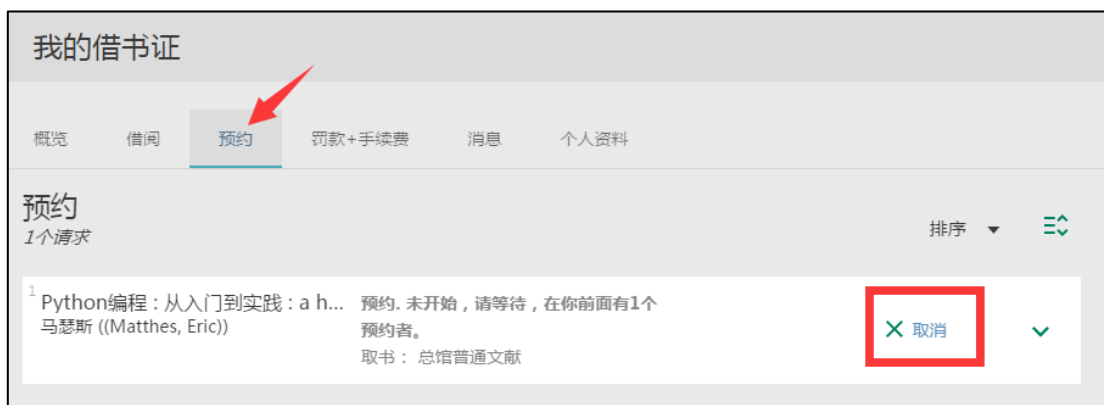 我的借书证
概览 借阅 预约 罚款+手续费 消息 个人资料
预约
1个请求
排序
1 Python编程 : 从入门到实践 : a h... 预约. 未开始，请等待，在你前面有1个
马瑟斯 ((Matthes, Eric)) 预约者。
取书： 总馆普通文献
取消